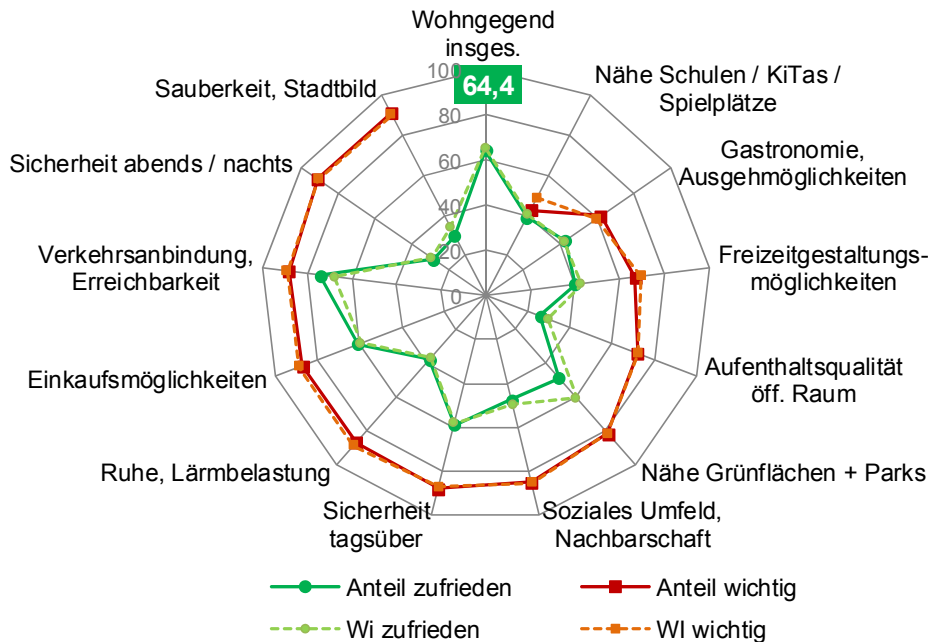 Wohngegend
insges.
64,4
100
80
60
40
20
0
Nähe Schulen / KiTas /
Spielplätze
Gastronomie,
Ausgehmöglichkeiten
Freizeitgestaltungs-
möglichkeiten
Aufenthaltsqualität
öff. Raum
Nähe Grünflächen + Parks
Soziales Umfeld,
Nachbarschaft
Sicherheit
tagsüber
Ruhe, Lärmbelastung
Einkaufsmöglichkeiten
Verkehrsanbindung,
Erreichbarkeit
Sicherheit abends / nachts
Sauberkeit, Stadtbild
Anteil zufrieden
Anteil wichtig
Wi zufrieden
WI wichtig